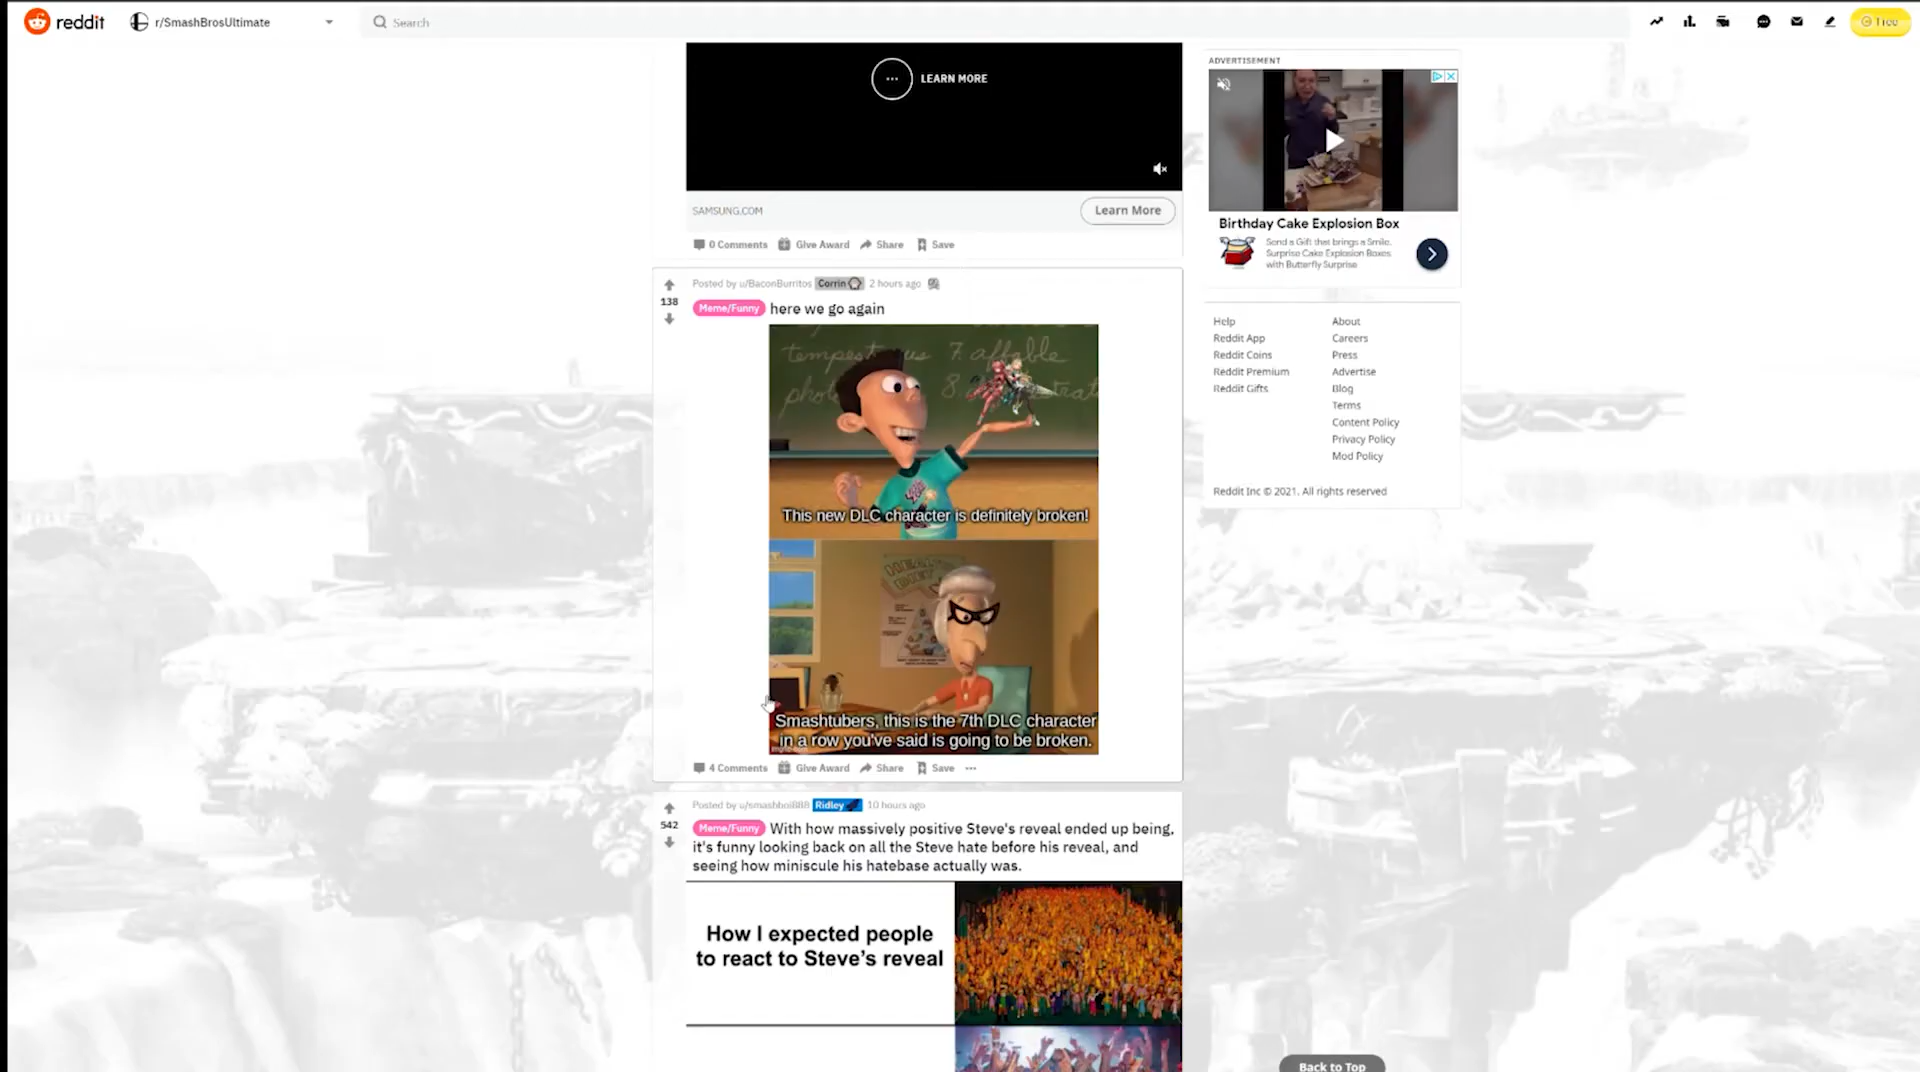 reddit
r/SmashBrosUltimate
Search
LEARN MORE
SAMSUNG.COM
Learn More
0 Comments Give Award Share Save
Posted by u/BaconBurritos Corrin 2 hours ago
138
Meme/Funny here we go again
7. affable
8.
This new DLC character is definitely broken!
Smashtubers, this is the 7th DLC character
in a row you've said is going to be broken.
4 Comments Give Award Share Save
Posted by u/smashboi888 Ridley 10 hours ago
542
Meme/Funny With how massively positive Steve's reveal ended up being,
it's funny looking back on all the Steve hate before his reveal, and
seeing how miniscule his hatebase actually was.
How I expected people
to react to Steve's reveal
ADVERTISEMENT
Birthday Cake Explosion Box
Send a Gift that brings a Smile.
Surprise Cake Explosion Boxes
with Butterfly Surprise
Help
Reddit App
Reddit Coins
Reddit Premium
Reddit Gifts
About
Careers
Press
Advertise
Blog
Terms
Content Policy
Privacy Policy
Mod Policy
Reddit Inc © 2021. All rights reserved
Back to Top